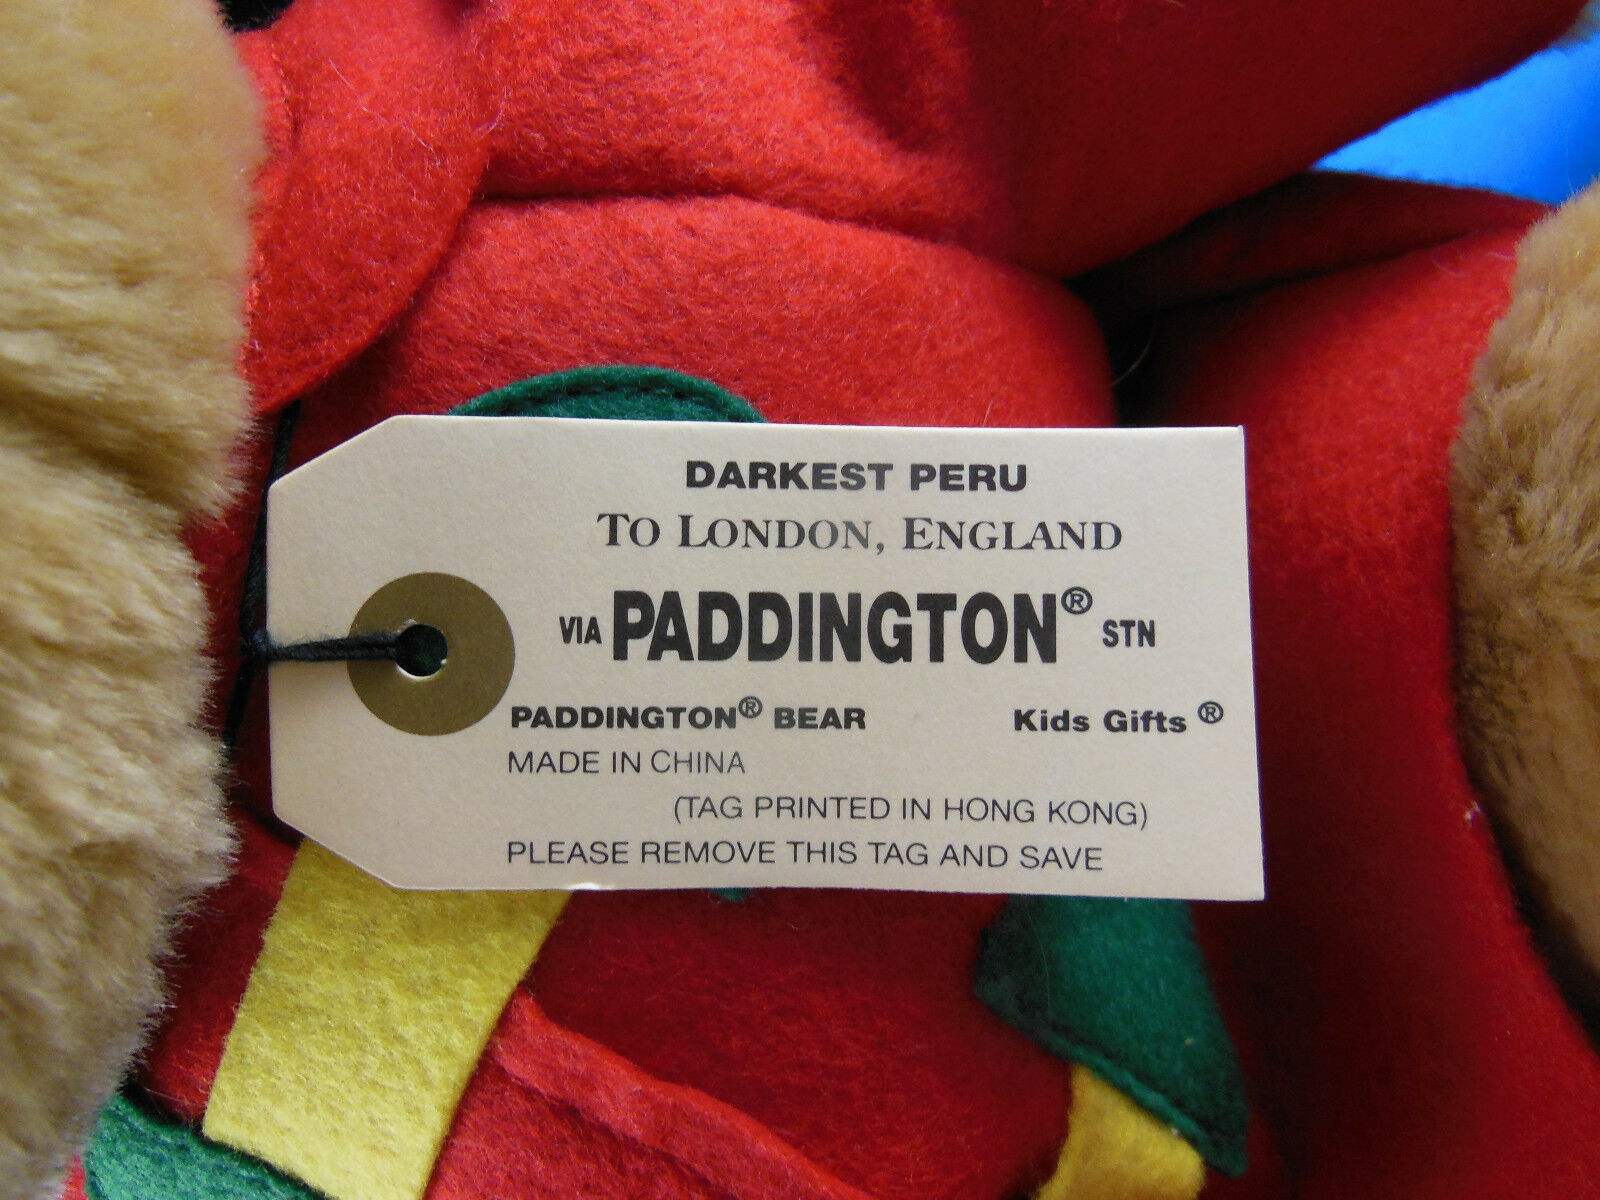 DARKEST PERU
TO LONDON, ENGLAND
VIA PADDINGTON® STN
PADDINGTON® BEAR Kids Gifts ®
MADE IN CHINA
(TAG PRINTED IN HONG KONG)
PLEASE REMOVE THIS TAG AND SAVE